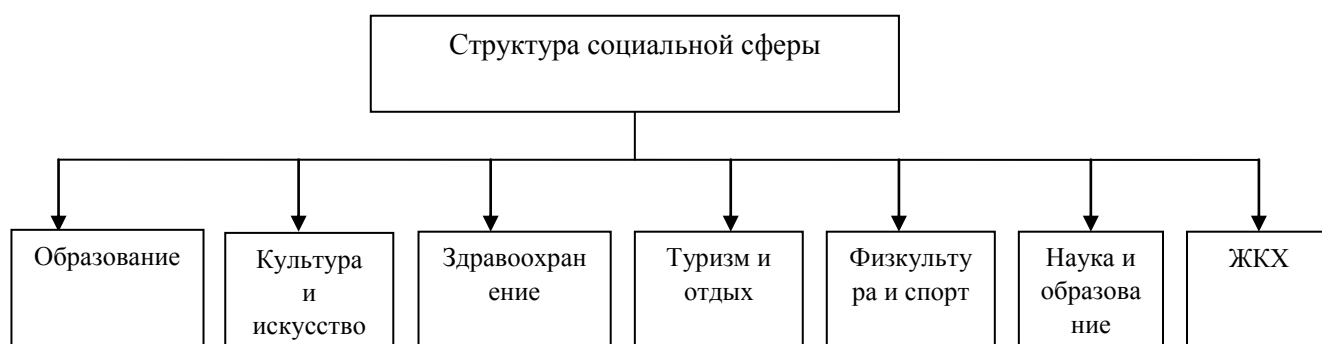 Структура социальной сферы
Образование
Культура
и
искусство
Здравоохран
ение
Туризм и
отдых
Физкульту
ра и спорт
Наука и
образова
ние
ЖКХ